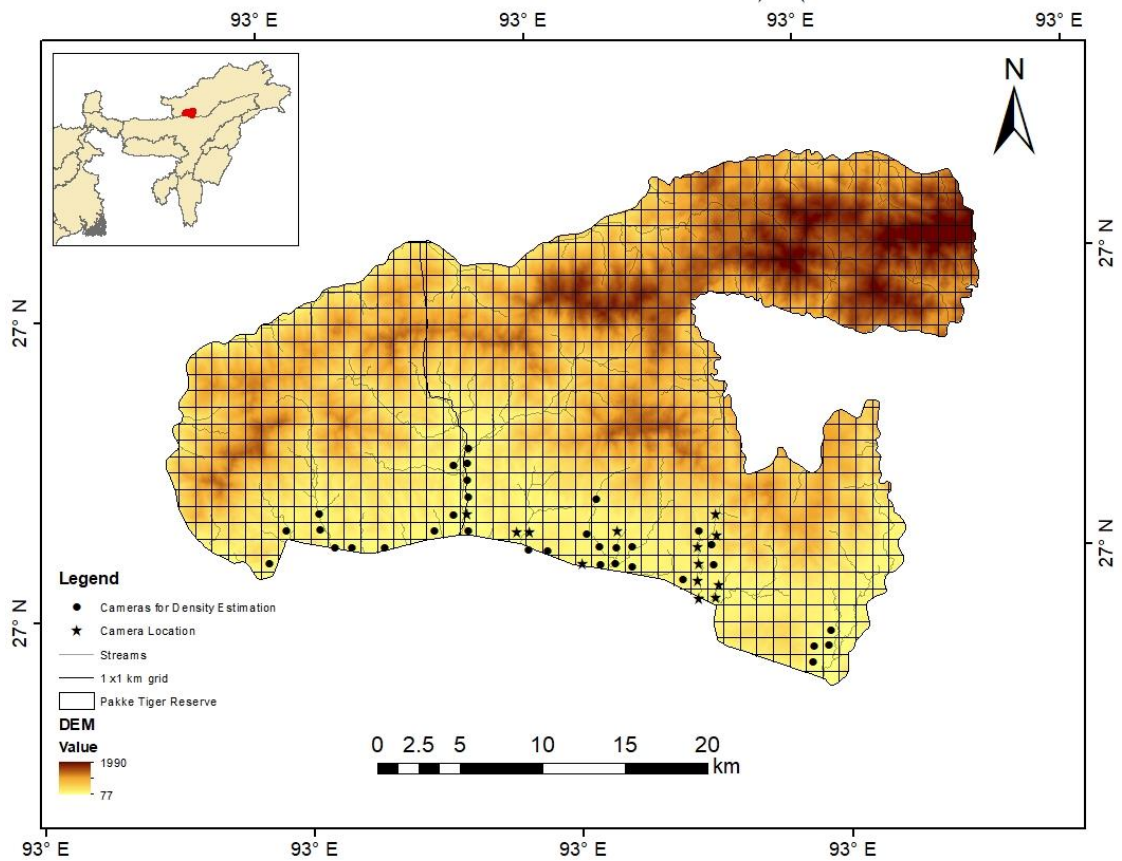 93° E 93° E 93° E 93° E
N
27° N
27° N
27° N
27° N
Legend
Cameras for Density Estimation
Camera Location
Streams
1 x1 km grid
Pakke Tiger Reserve
DEM
Value
1990
77
0 2.5 5 10 15 20
km
93° E 93° E 93° E 93° E